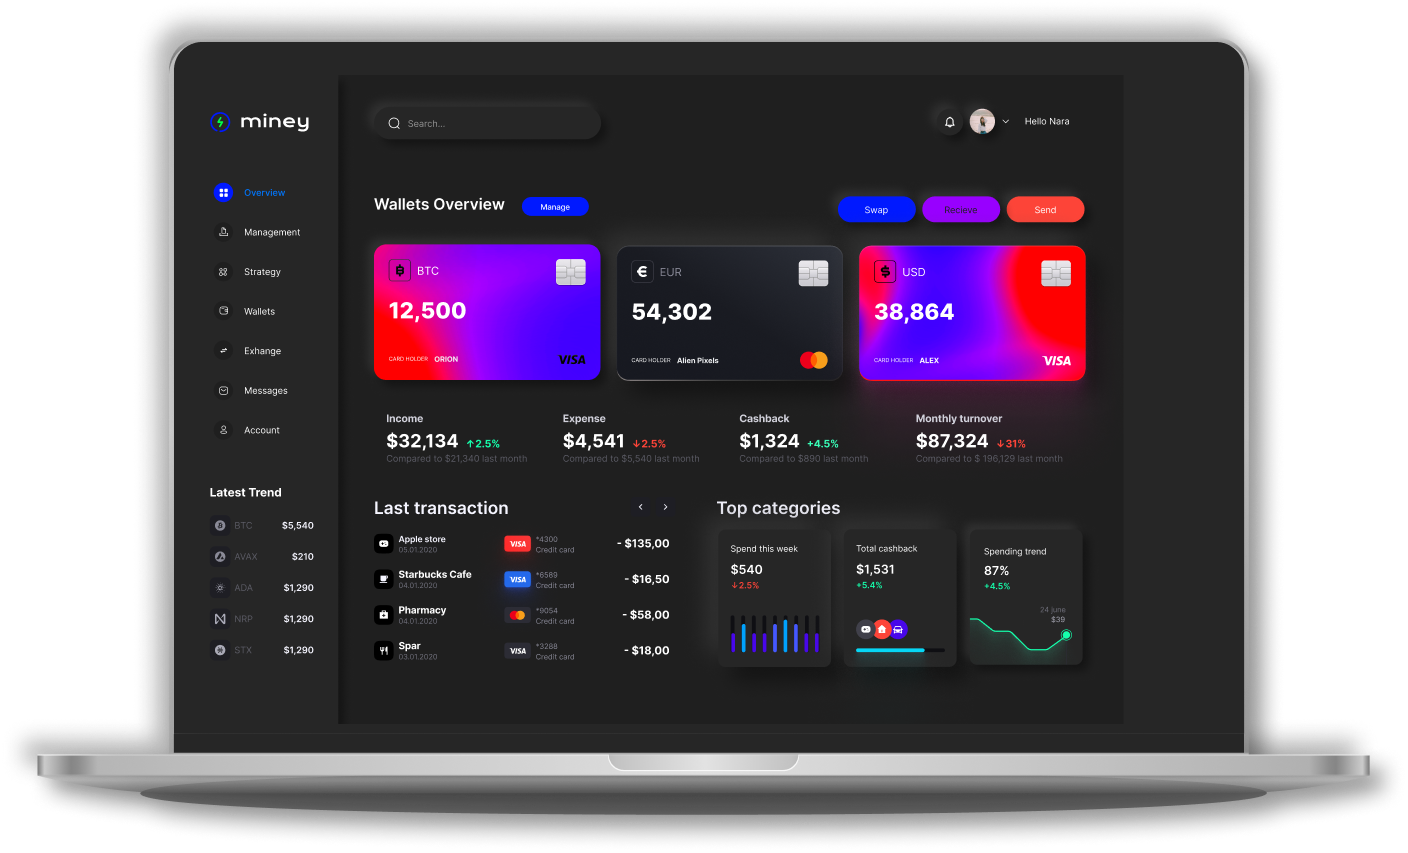 miney
Search...
Hello Nara
Overview
Management
Strategy
Wallets
Exhange
Messages
Account
Latest Trend
BTC $5,540
AVAX $210
ADA $1,290
NRP $1,290
STX $1,290
Wallets Overview
Manage
Swap
Recieve
Send
BTC
12,500
CARD HOLDER ORION
VISA
EUR
54,302
CARD HOLDER Alien Pixels
USD
38,864
CARD HOLDER ALEX
VISA
Income
$32,134 ↑2.5%
Compared to $21,340 last month
Expense
$4,541 ↓2.5%
Compared to $5,540 last month
Cashback
$1,324 +4.5%
Compared to $890 last month
Monthly turnover
$87,324 ↓31%
Compared to $ 196,129 last month
Last transaction
Apple store
05.01.2020
VISA
*4300
Credit card
- $135,00
Starbucks Cafe
04.01.2020
VISA
*6589
Credit card
- $16,50
Pharmacy
04.01.2020
*9054
Credit card
- $58,00
Spar
03.01.2020
VISA
*3288
Credit card
- $18,00
Top categories
Spend this week
$540
↓2.5%
Total cashback
$1,531
+5.4%
Spending trend
87%
+4.5%
24 june
$39